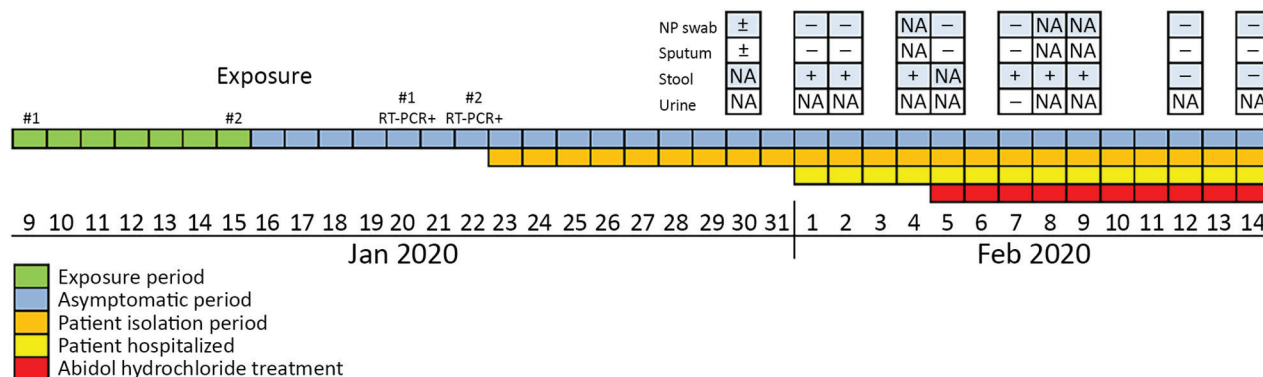 NP swab ± – – NA – – NA NA – –
Sputum ± – – NA – – NA NA – –
Stool NA + + + NA + + + – –
Urine NA NA NA NA NA – NA NA NA NA
Exposure
#1 #2 #1 #2
RT-PCR+ RT-PCR+
9 10 11 12 13 14 15 16 17 18 19 20 21 22 23 24 25 26 27 28 29 30 31 1 2 3 4 5 6 7 8 9 10 11 12 13 14
Jan 2020 Feb 2020
Exposure period
Asymptomatic period
Patient isolation period
Patient hospitalized
Abidol hydrochloride treatment